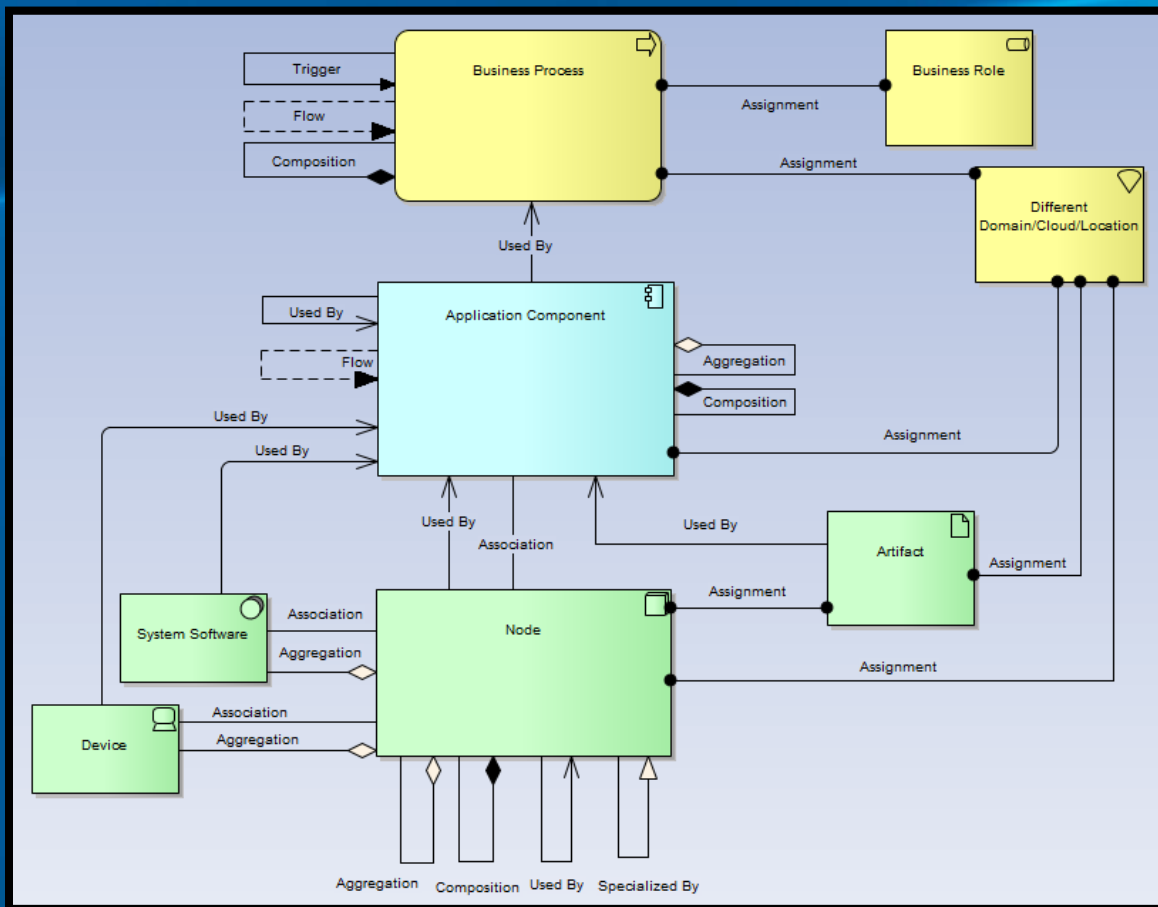 Business Process
Business Role
Trigger
Flow
Composition
Assignment
Assignment
Different
Domain/Cloud/Location
Used By
Application Component
Used By
Flow
Aggregation
Composition
Used By
Used By
Assignment
Used By
Association
Used By
Artifact
Assignment
System Software
Association
Aggregation
Node
Assignment
Assignment
Device
Association
Aggregation
Aggregation
Composition
Used By
Specialized By